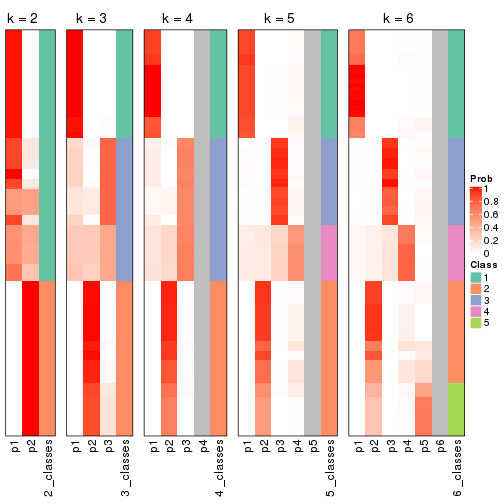 k = 2
k = 3
k = 4
k = 5
k = 6
p1
p2
2_classes
p1
p2
p3
3_classes
p1
p2
p3
p4
4_classes
p1
p2
p3
p4
p5
5_classes
p1
p2
p3
p4
p5
p6
6_classes
Prob
1
0.8
0.6
0.4
0.2
0
Class
1
2
3
4
5